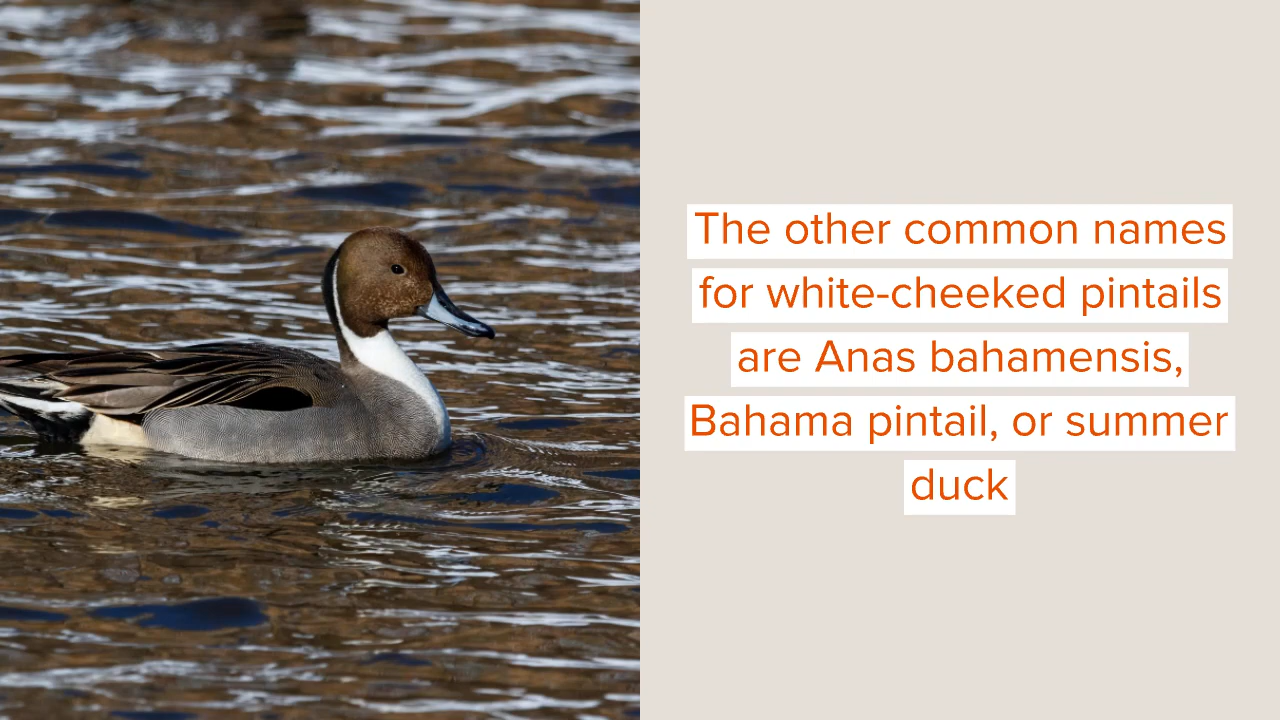 The other common names
for white-cheeked pintails
are Anas bahamensis,
Bahama pintail, or summer
duck